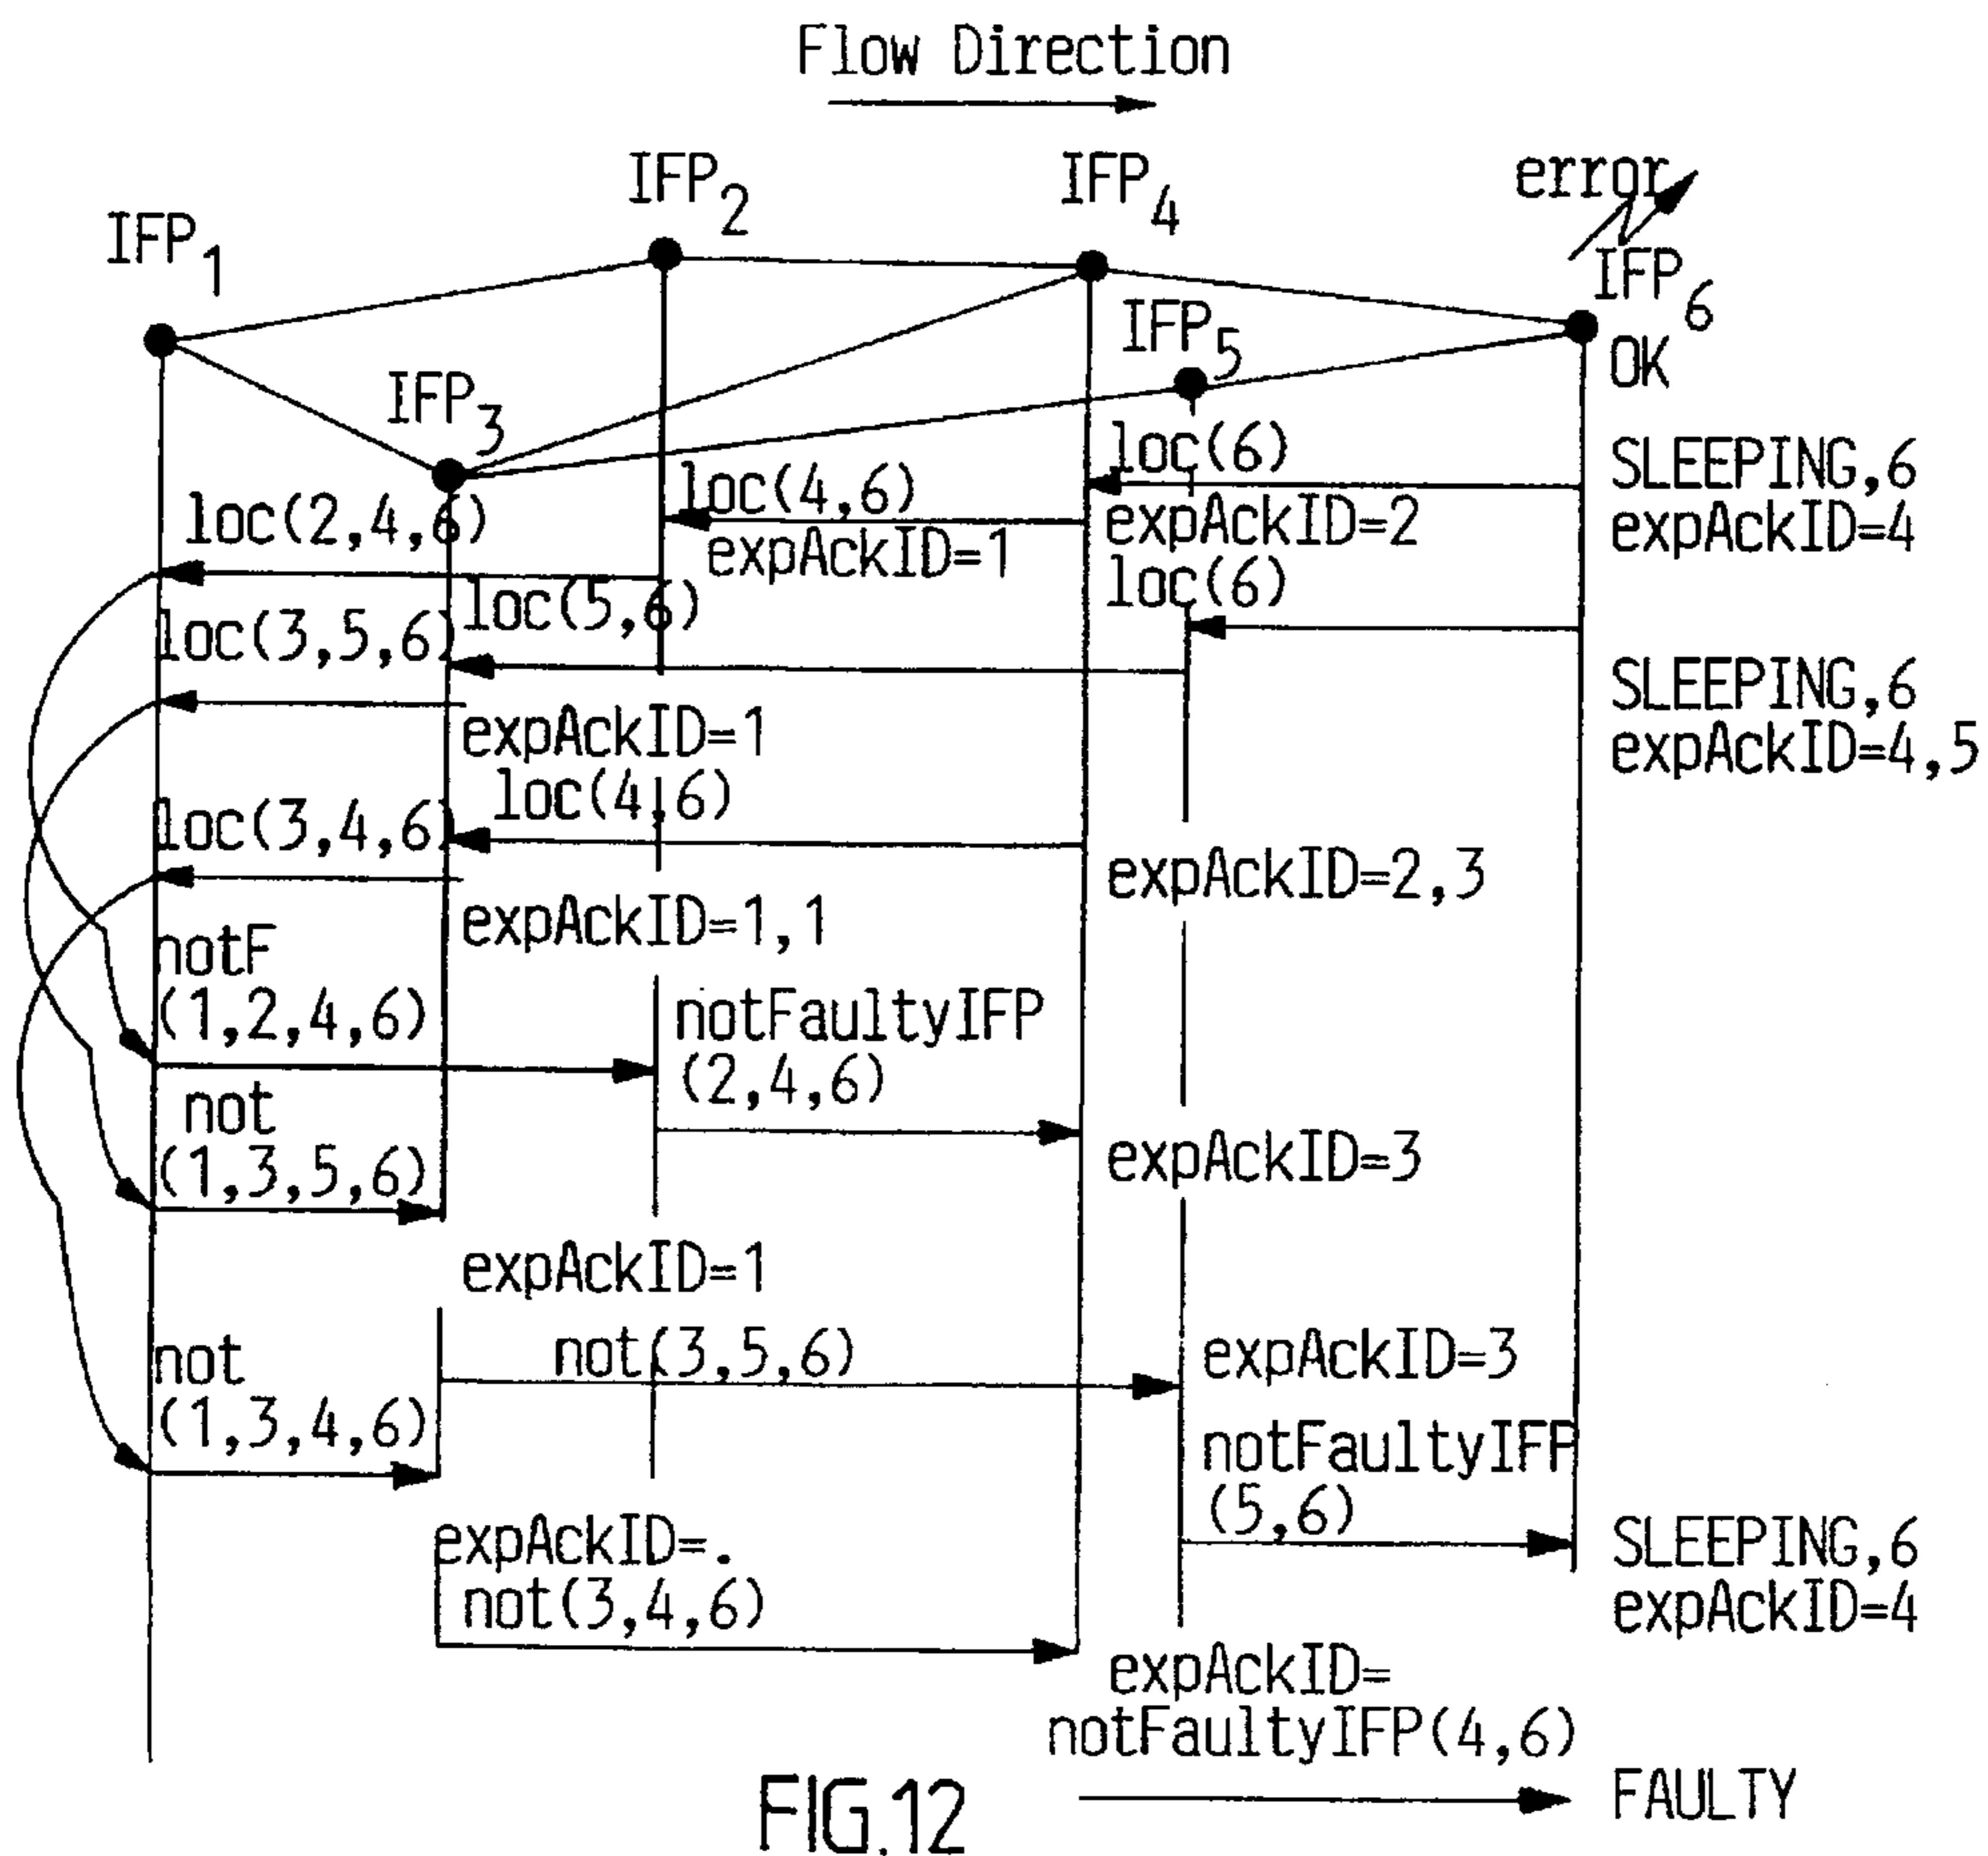 Flow Direction
IFP1
IFP2
IFP4
error
IFP6
OK
IFP5
IFP3
loc(6)
SLEEPING,6
expAckID=4
loc(4,6)
expAckID=2
loc(2,4,6)
expAckID=1
loc(6)
loc(5,6)
loc(3,5,6)
SLEEPING,6
expAckID=4,5
expAckID=1
loc(4,6)
loc(3,4,6)
expAckID=2,3
expAckID=1,1
notF
(1,2,4,6)
notFaultyIFP
(2,4,6)
not
(1,3,5,6)
expAckID=3
expAckID=1
not(3,5,6)
expAckID=3
not
(1,3,4,6)
notFaultyIFP
(5,6)
SLEEPING,6
expAckID=4
expAckID=.
not(3,4,6)
expAckID=
notFaultyIFP(4,6)
FAULTY
FIG.12